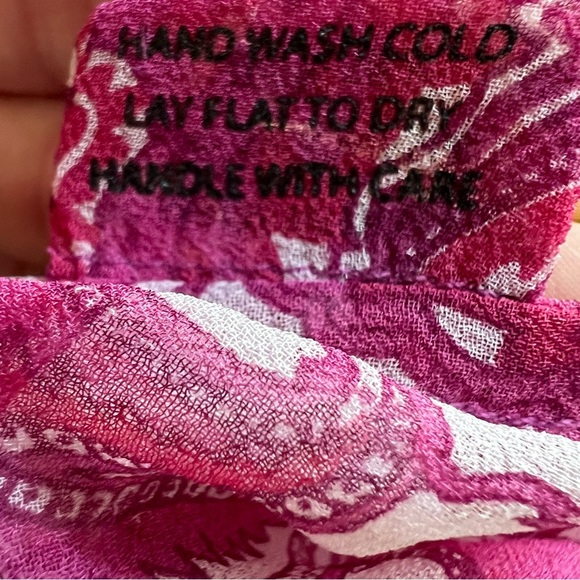 HAND WASH COLD
LAY FLAT TO DRY
HANDLE WITH CARE